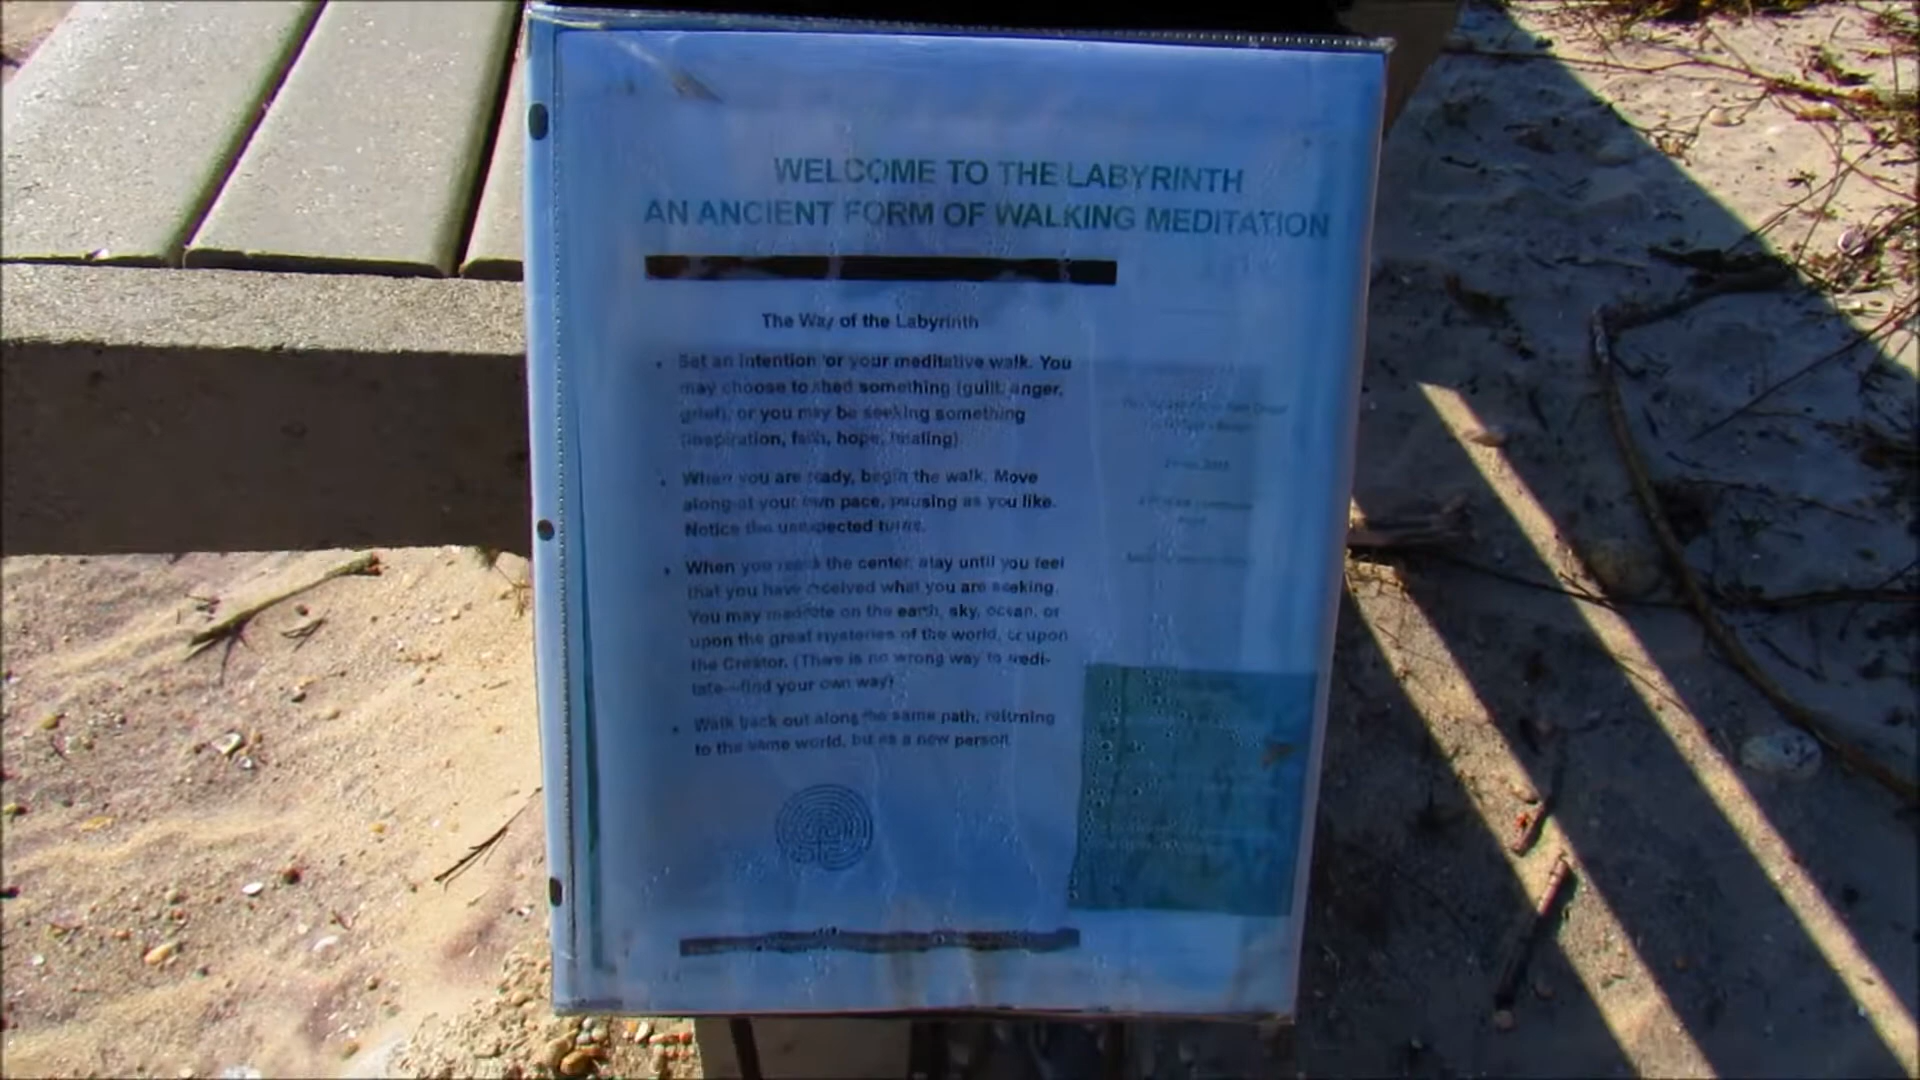 WELCOME TO THE LABYRINTH
AN ANCIENT FORM OF WALKING MEDITATION
The Way of the Labyrinth
Set an intention for your meditative walk. You
may choose to shed something (guilt, anger,
grief), or you may be seeking something
(inspiration, faith, hope, healing).
When you are ready, begin the walk. Move
along at your own pace, pausing as you like.
Notice the unexpected turns.
When you reach the center, stay until you feel
that you have received what you are seeking.
You may meditate on the earth, sky, ocean, or
upon the great mysteries of the world, or upon
the Creator. (There is no wrong way to medi-
tate—find your own way)
Walk back out along the same path, returning
to the same world, but as a new person